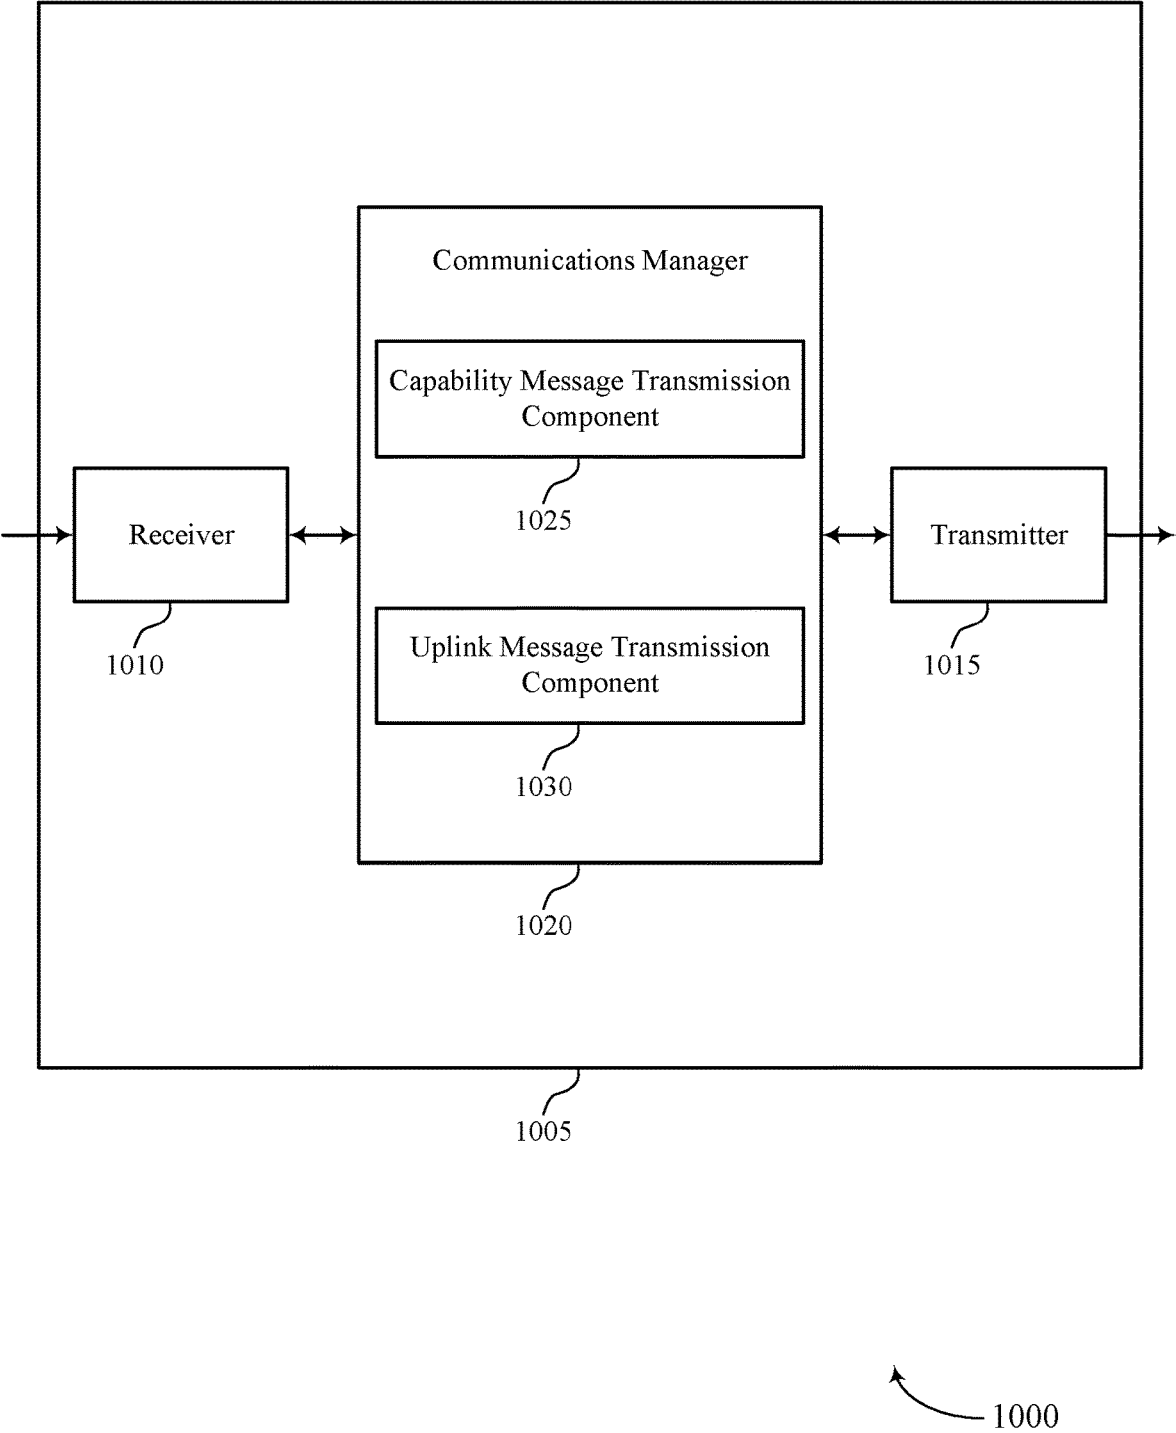 Communications Manager
Capability Message Transmission
Component
1025
Receiver
1010
Transmitter
1015
Uplink Message Transmission
Component
1030
1020
1005
1000